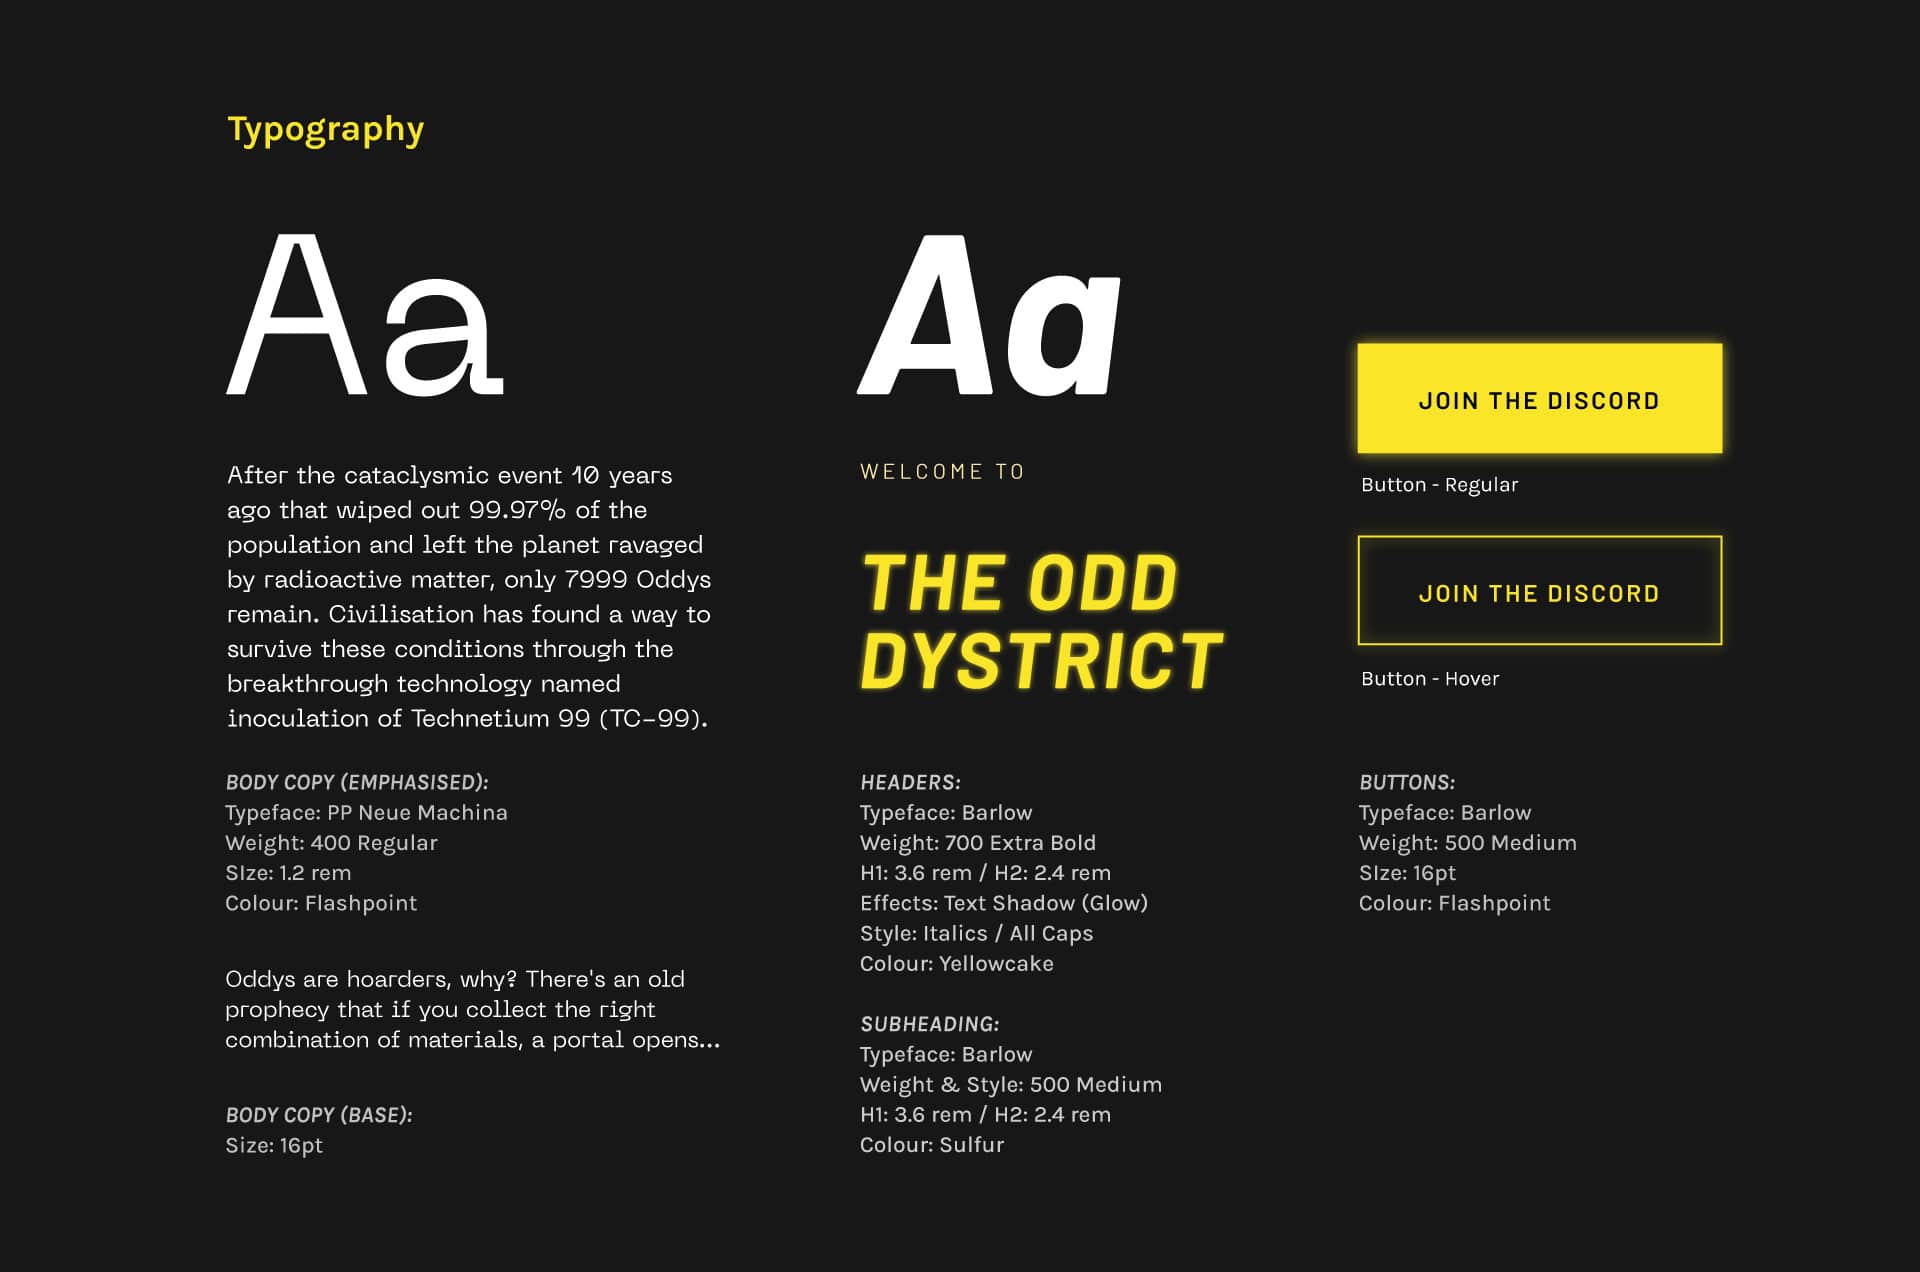 Typography
Aa
After the cataclysmic event 10 years
ago that wiped out 99.97% of the
population and left the planet ravaged
by radioactive matter, only 7999 Oddys
remain. Civilisation has found a way to
survive these conditions through the
breakthrough technology named
inoculation of Technetium 99 (TC-99).
BODY COPY (EMPHASISED):
Typeface: PP Neue Machina
Weight: 400 Regular
SIze: 1.2 rem
Colour: Flashpoint
Oddys are hoarders, why? There's an old
prophecy that if you collect the right
combination of materials, a portal opens...
BODY COPY (BASE):
Size: 16pt
Aa
WELCOME TO
THE ODD
DYSTRICT
HEADERS:
Typeface: Barlow
Weight: 700 Extra Bold
H1: 3.6 rem / H2: 2.4 rem
Effects: Text Shadow (Glow)
Style: Italics / All Caps
Colour: Yellowcake
SUBHEADING:
Typeface: Barlow
Weight & Style: 500 Medium
H1: 3.6 rem / H2: 2.4 rem
Colour: Sulfur
JOIN THE DISCORD
Button - Regular
JOIN THE DISCORD
Button - Hover
BUTTONS:
Typeface: Barlow
Weight: 500 Medium
SIze: 16pt
Colour: Flashpoint